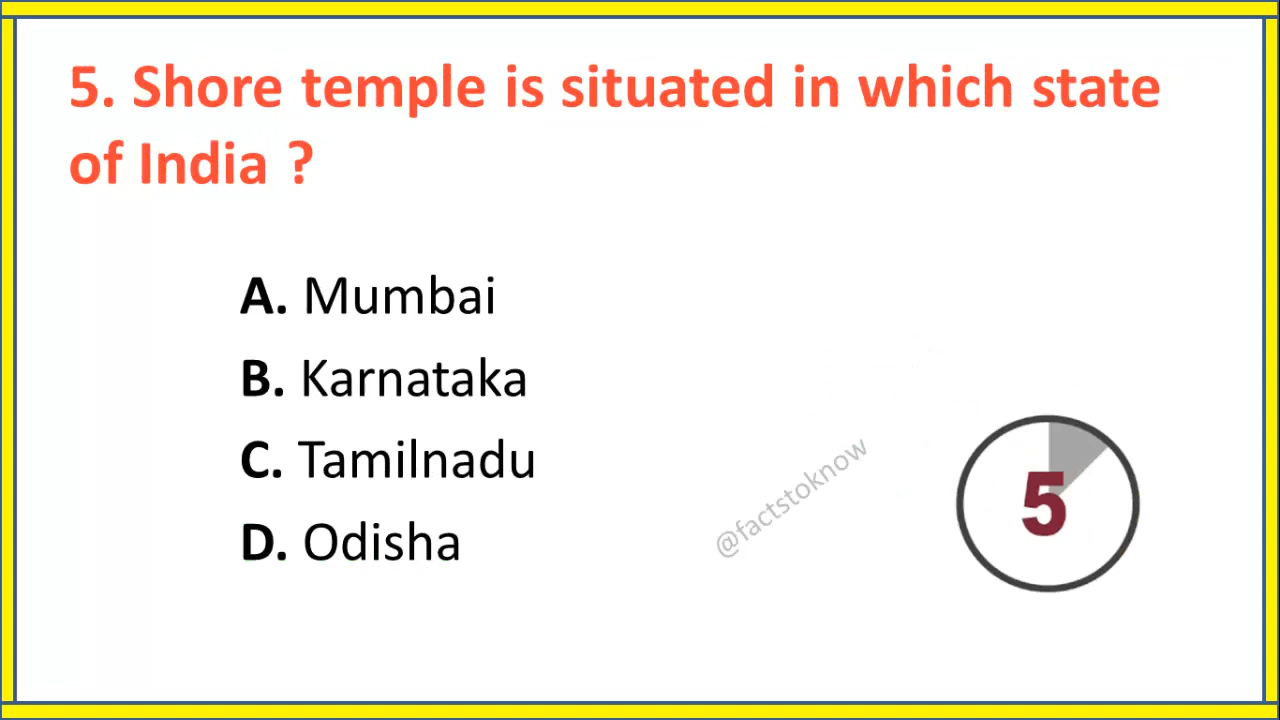 5. Shore temple is situated in which state
of India ?
A. Mumbai
B. Karnataka
C. Tamilnadu
D. Odisha
@factstoknow
5